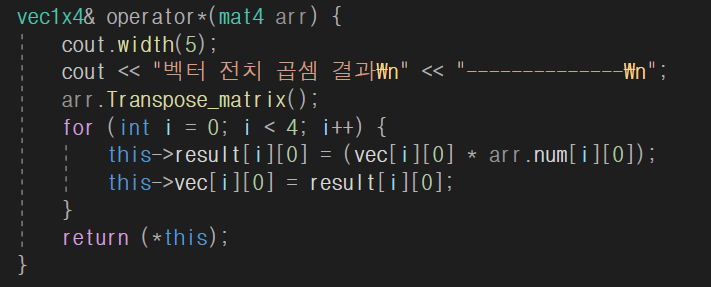 vec1x4& operator*(mat4 arr) {
cout.width(5);
cout << "벡터 전치 곱셈 결과₩n" << "--------------₩n";
arr.Transpose_matrix();
for (int i = 0; i < 4; i++) {
this->result[i][0] = (vec[i][0] * arr.num[i][0]);
this->vec[i][0] = result[i][0];
}
return (*this);
}